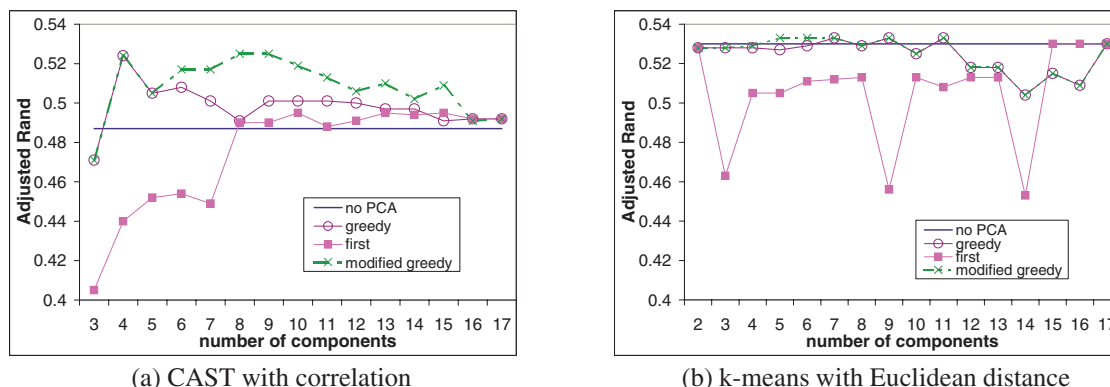 0.54
0.52
0.5
0.48
0.46
0.44
0.42
0.4
Adjusted Rand
3 4 5 6 7 8 9 10 11 12 13 14 15 16 17
number of components
no PCA
greedy
first
modified greedy
(a) CAST with correlation
0.54
0.52
0.5
0.48
0.46
0.44
0.42
0.4
Adjusted Rand
2 3 4 5 6 7 8 9 10 11 12 13 14 15 16 17
number of components
no PCA
greedy
first
modified greedy
(b) k-means with Euclidean distance